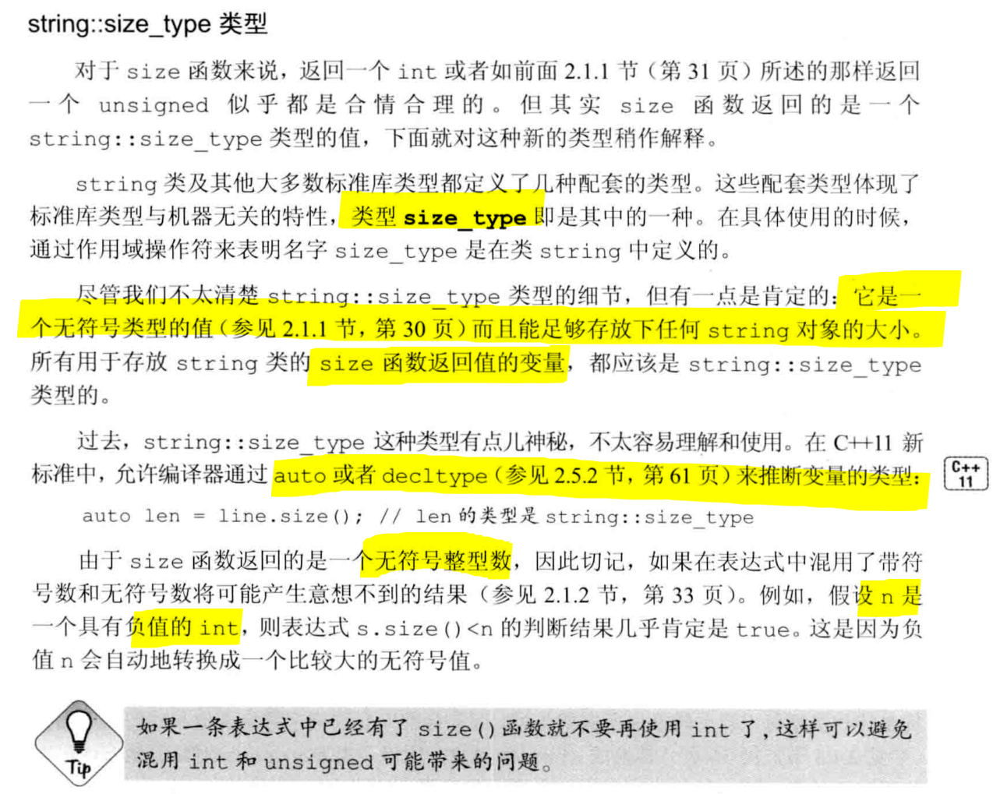 string::size_type 类型
对于 size 函数来说，返回一个 int 或者如前面 2.1.1 节（第 31 页）所述的那样返回
一个 unsigned 似乎都是合情合理的。但其实 size 函数返回的是一个
string::size_type 类型的值，下面就对这种新的类型稍作解释。
string 类及其他大多数标准库类型都定义了几种配套的类型。这些配套类型体现了
标准库类型与机器无关的特性，类型 size_type 即是其中的一种。在具体使用的时候，
通过作用域操作符来表明名字 size_type 是在类 string 中定义的。
尽管我们不太清楚 string::size_type 类型的细节，但有一点是肯定的：它是一
个无符号类型的值（参见 2.1.1 节，第 30 页）而且能足够存放下任何 string 对象的大小。
所有用于存放 string 类的 size 函数返回值的变量，都应该是 string::size_type
类型的。
过去，string::size_type 这种类型有点儿神秘，不太容易理解和使用。在 C++11 新
标准中，允许编译器通过 auto 或者 decltype（参见 2.5.2 节，第 61 页）来推断变量的类型：
C++
11
auto len = line.size(); // len 的类型是 string::size_type
由于 size 函数返回的是一个无符号整型数，因此切记，如果在表达式中混用了带符
号数和无符号数将可能产生意想不到的结果（参见 2.1.2 节，第 33 页）。例如，假设 n 是
一个具有负值的 int，则表达式 s.size()<n 的判断结果几乎肯定是 true。这是因为负
值 n 会自动地转换成一个比较大的无符号值。
Tip
如果一条表达式中已经有了 size()函数就不要再使用 int 了，这样可以避免
混用 int 和 unsigned 可能带来的问题。